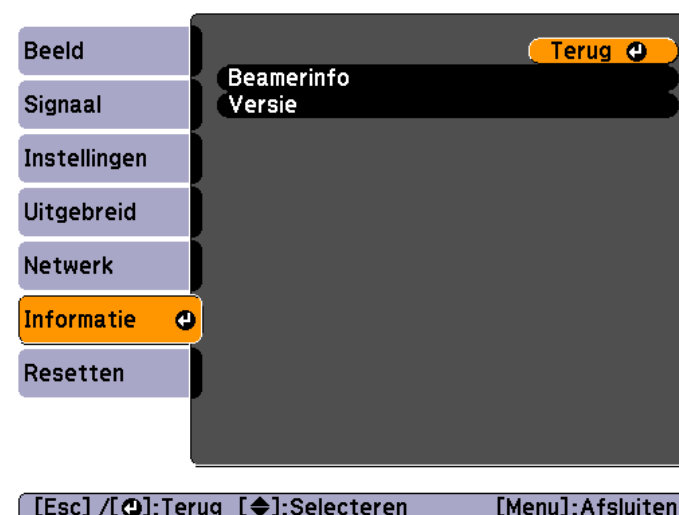 Beeld
Signaal
Instellingen
Uitgebreid
Netwerk
Informatie
Resetten
Terug
Beamerinfo
Versie
[Esc] /[ ]:Terug [ ]:Selecteren [Menu]:Afsluiten